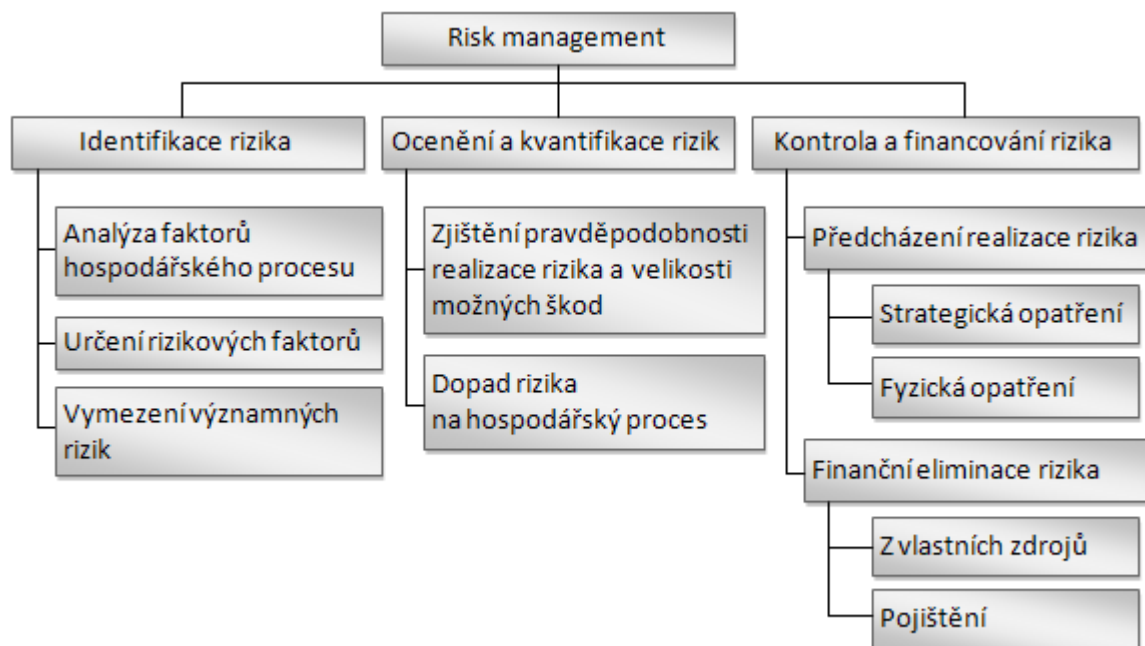 Risk management
Identifikace rizika
Analýza faktorů
hospodářského procesu
Určení rizikových faktorů
Vymezení významných
rizik
Ocenění a kvantifikace rizik
Zjištění pravděpodobnosti
realizace rizika a velikosti
možných škod
Dopad rizika
na hospodářský proces
Kontrola a financování rizika
Předcházení realizace rizika
Strategická opatření
Fyzická opatření
Finanční eliminace rizika
Z vlastních zdrojů
Pojištění